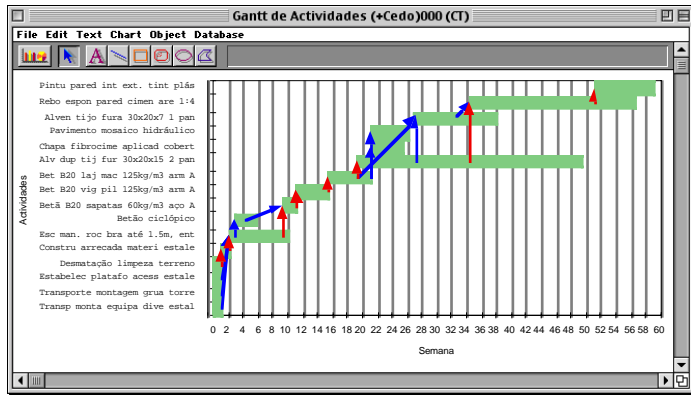 Gantt de Actividades (+Cedo)000 (CT)
File Edit Text Chart Object Database
A
Pintu pared int ext. tint plás
Rebo espon pared cimen are 1:4
Alven tijo fura 30x20x7 1 pan
Pavimento mosaico hidráulico
Chapa fibrocime aplicad cobert
Alv dup tij fur 30x20x15 2 pan
Bet B20 laj mac 125kg/m3 arm A
Bet B20 vig pil 125kg/m3 arm A
Betã B20 sapatas 60kg/m3 aço A
Betão ciclópico
Esc man. roc bra até 1.5m, ent
Constru arrecada materi estale
Desmatação limpeza terreno
Estabelec platafo acess estale
Transporte montagem grua torre
Transp monta equipa dive estal
Actividades
0 2 4 6 8 10 12 14 16 18 20 22 24 26 28 30 32 34 36 38 40 42 44 46 48 50 52 54 56 58 60
Semana